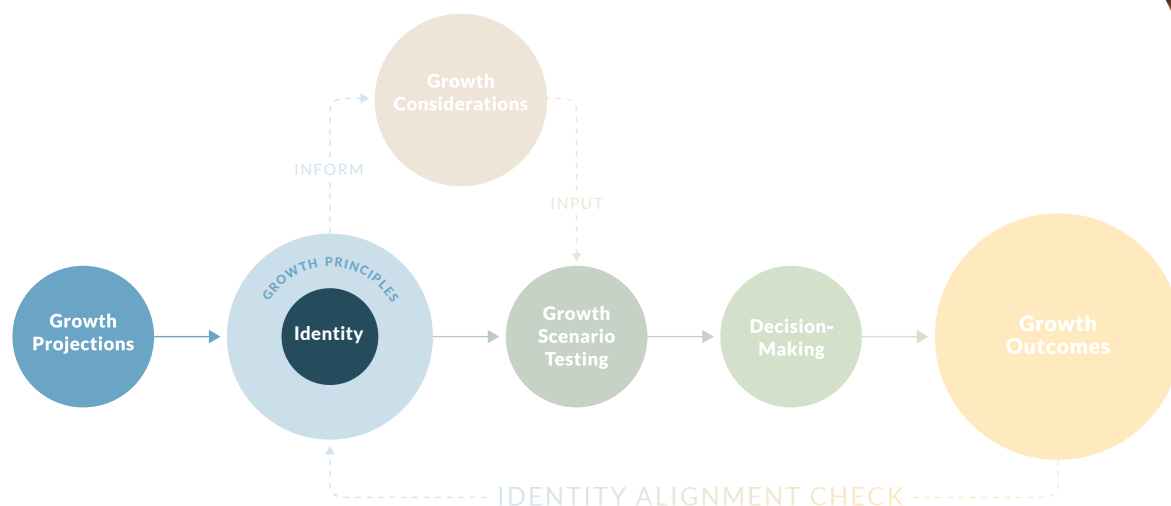 Growth
Considerations
INFORM
INPUT
GROWTH PRINCIPLES
Growth
Projections
Identity
Growth
Scenario
Testing
Decision-
Making
Growth
Outcomes
IDENTITY ALIGNMENT CHECK